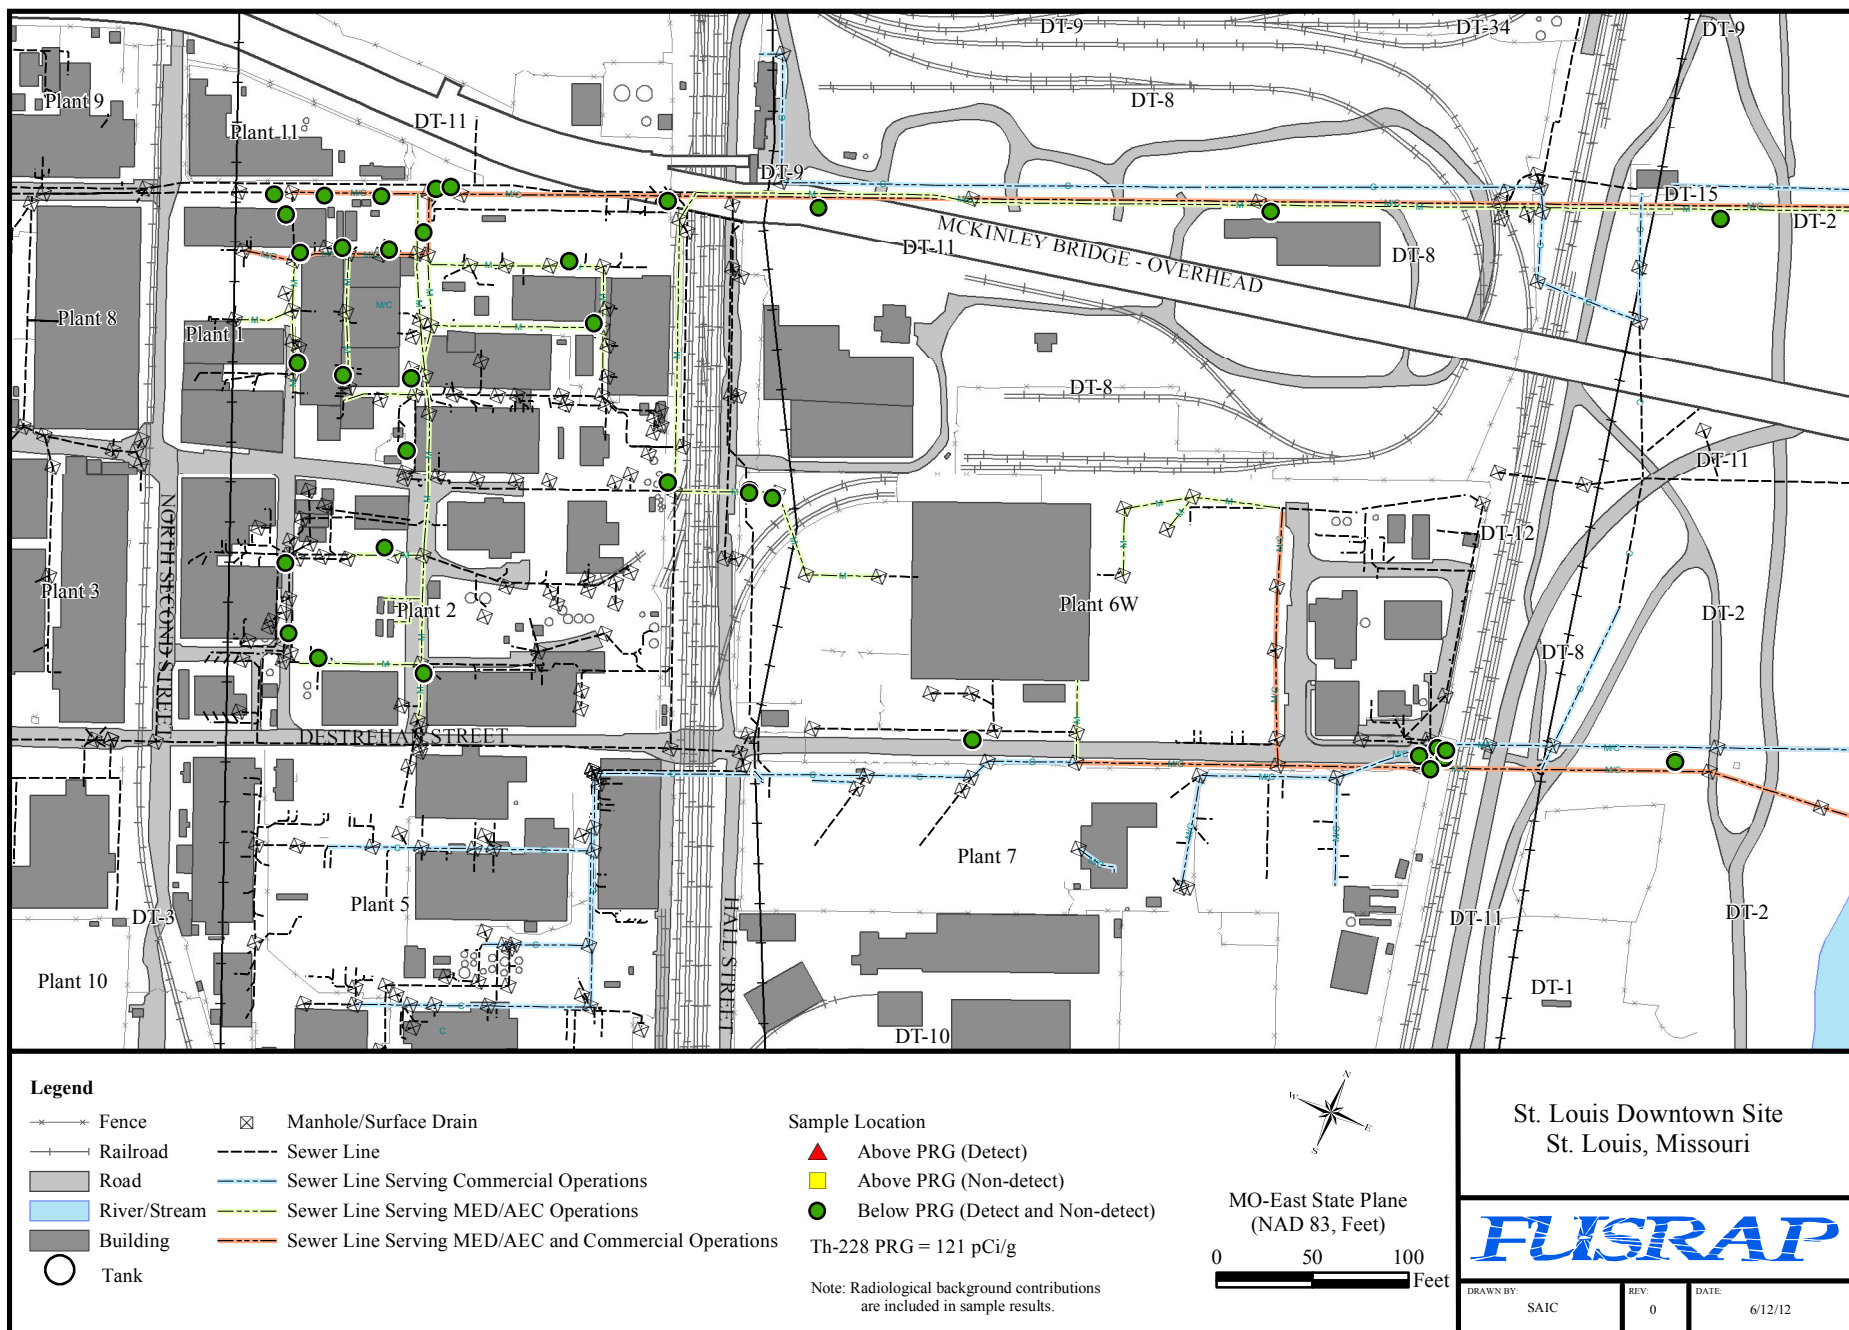 DT-9
DT-34
DT-9
Plant 9
DT-8
Plant 11
DT-11
DT-9
DT-15
DT-2
MCKINLEY BRIDGE - OVERHEAD
DT-11
DT-8
Plant 8
Plant 1
DT-8
DT-11
NORTH SECOND STREET
DT-12
Plant 3
Plant 2
Plant 6W
DT-2
DT-8
DESTREHAN STREET
Plant 7
Plant 5
DT-3
HALL STREET
DT-11
DT-2
Plant 10
DT-1
DT-10
Legend
Fence
Railroad
Road
River/Stream
Building
Tank
Manhole/Surface Drain
Sewer Line
Sewer Line Serving Commercial Operations
Sewer Line Serving MED/AEC Operations
Sewer Line Serving MED/AEC and Commercial Operations
Sample Location
Above PRG (Detect)
Above PRG (Non-detect)
Below PRG (Detect and Non-detect)
Th-228 PRG = 121 pCi/g
Note: Radiological background contributions
are included in sample results.
N
W
E
S
MO-East State Plane
(NAD 83, Feet)
0 50 100
Feet
St. Louis Downtown Site
St. Louis, Missouri
FUSRAP
DRAWN BY:
SAIC
REV:
0
DATE:
6/12/12